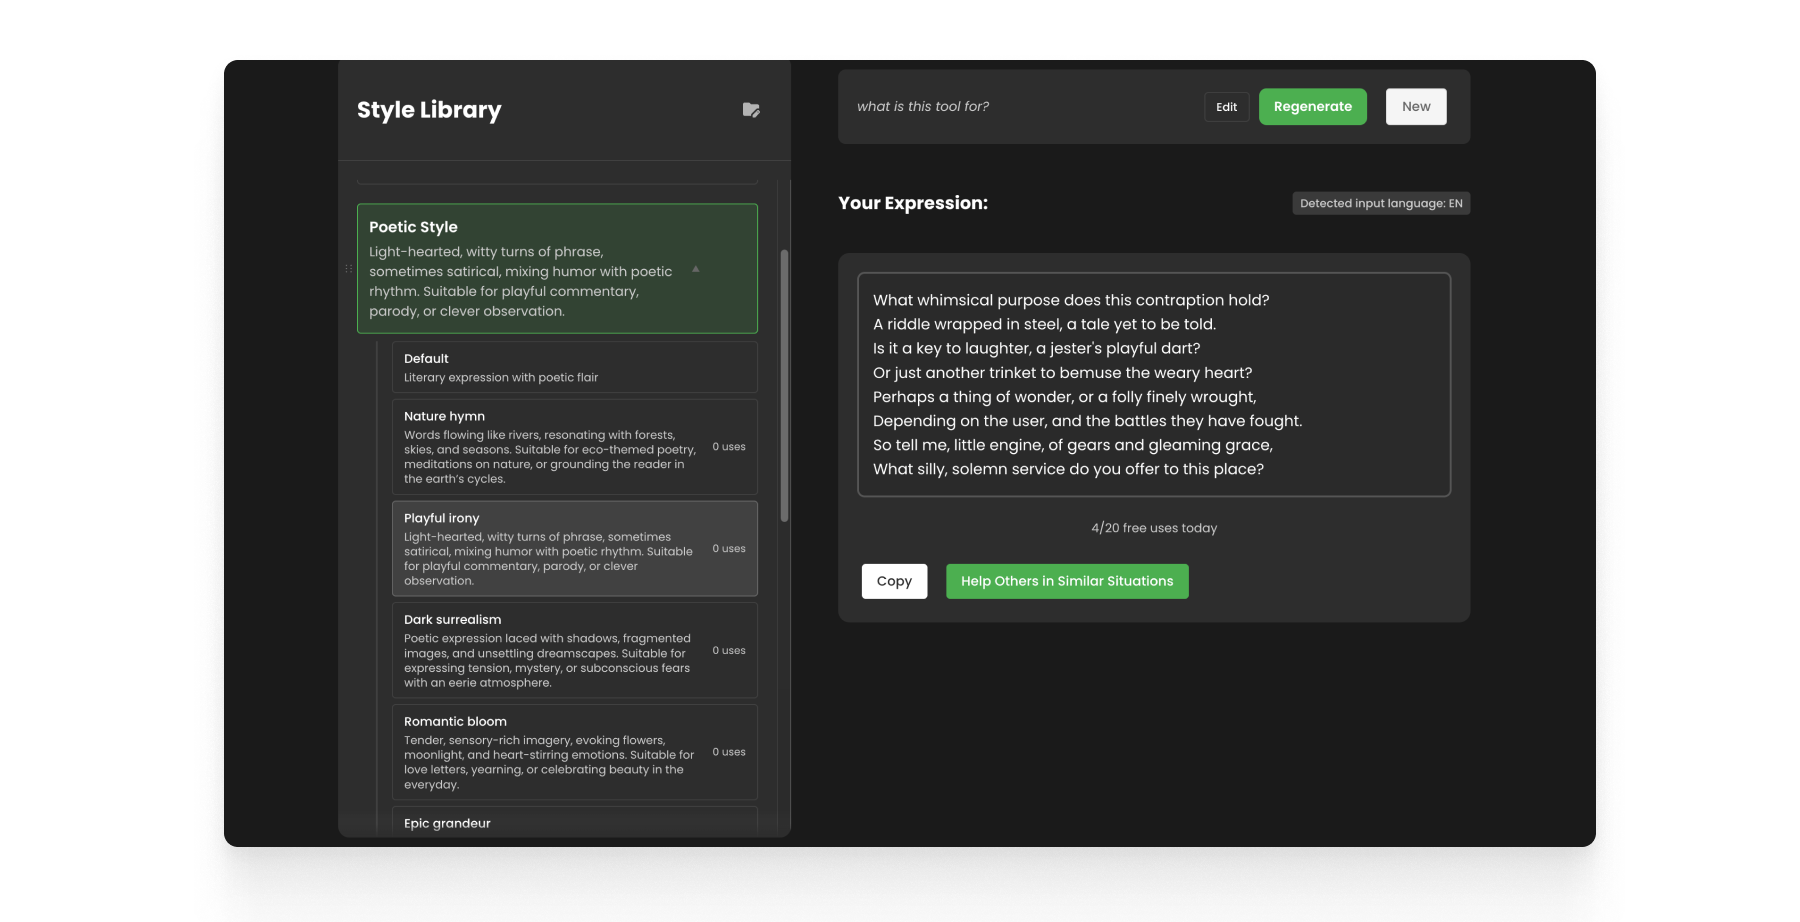 Style Library
Poetic Style
Light-hearted, witty turns of phrase,
sometimes satirical, mixing humor with poetic
rhythm. Suitable for playful commentary,
parody, or clever observation.
Default
Literary expression with poetic flair
Nature hymn
Words flowing like rivers, resonating with forests,
skies, and seasons. Suitable for eco-themed poetry,
meditations on nature, or grounding the reader in
the earth's cycles.
0 uses
Playful irony
Light-hearted, witty turns of phrase, sometimes
satirical, mixing humor with poetic rhythm. Suitable
for playful commentary, parody, or clever
observation.
0 uses
Dark surrealism
Poetic expression laced with shadows, fragmented
images, and unsettling dreamscapes. Suitable for
expressing tension, mystery, or subconscious fears
with an eerie atmosphere.
0 uses
Romantic bloom
Tender, sensory-rich imagery, evoking flowers,
moonlight, and heart-stirring emotions. Suitable for
love letters, yearning, or celebrating beauty in the
everyday.
0 uses
Epic grandeur
what is this tool for?
Edit
Regenerate
New
Your Expression:
Detected input language: EN
What whimsical purpose does this contraption hold?
A riddle wrapped in steel, a tale yet to be told.
Is it a key to laughter, a jester's playful dart?
Or just another trinket to bemuse the weary heart?
Perhaps a thing of wonder, or a folly finely wrought,
Depending on the user, and the battles they have fought.
So tell me, little engine, of gears and gleaming grace,
What silly, solemn service do you offer to this place?
4/20 free uses today
Copy
Help Others in Similar Situations